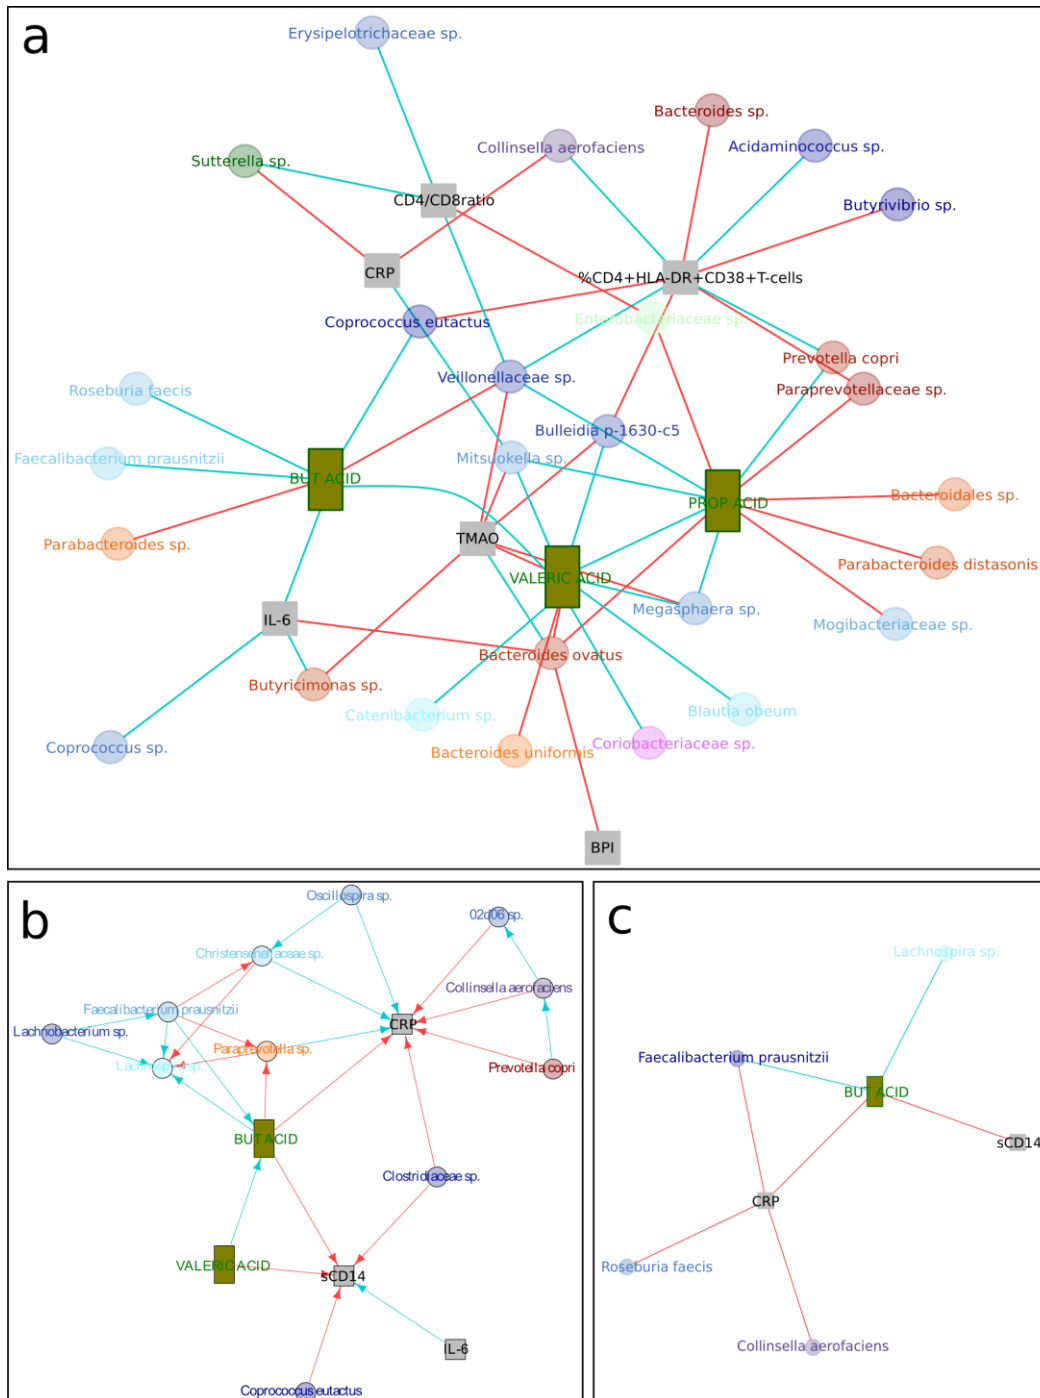 a
Erysipelotrichaceae sp.
Bacteroides sp.
Collinsella aerofaciens
Acidaminococcus sp.
Sutterella sp.
CD4/CD8ratio
Butyrivibrio sp.
CRP
%CD4+HLA-DR+CD38+T-cells
Coprococcus eutactus
Enterobacteriaceae sp.
Prevotella copri
Roseburia faecis
Veillonellaceae sp.
Paraprevotellaceae sp.
Bulleidia p-1630-c5
Faecalibacterium prausnitzii
Mitsuokella sp.
BUT ACID
PROP ACID
Bacteroidales sp.
Parabacteroides sp.
TMAO
VALERIC ACID
Parabacteroides distasonis
Megasphaera sp.
IL-6
Mogibacteriaceae sp.
Bacteroides ovatus
Butyricimonas sp.
Catenibacterium sp.
Blautia obeum
Coprococcus sp.
Bacteroides uniformis
Coriobacteriaceae sp.
BPI
b
Oscillospira sp.
02d06 sp.
Christensenellaceae sp.
Collinsella aerofaciens
Faecalibacterium prausnitzii
CRP
Lachnobacterium sp.
Paraprevotella sp.
Lachnospira sp.
Prevotella copri
BUT ACID
Clostridiaceae sp.
VALERIC ACID
sCD14
IL-6
Coprococcus eutactus
c
Lachnospira sp.
Faecalibacterium prausnitzii
BUT ACID
sCD14
CRP
Roseburia faecis
Collinsella aerofaciens